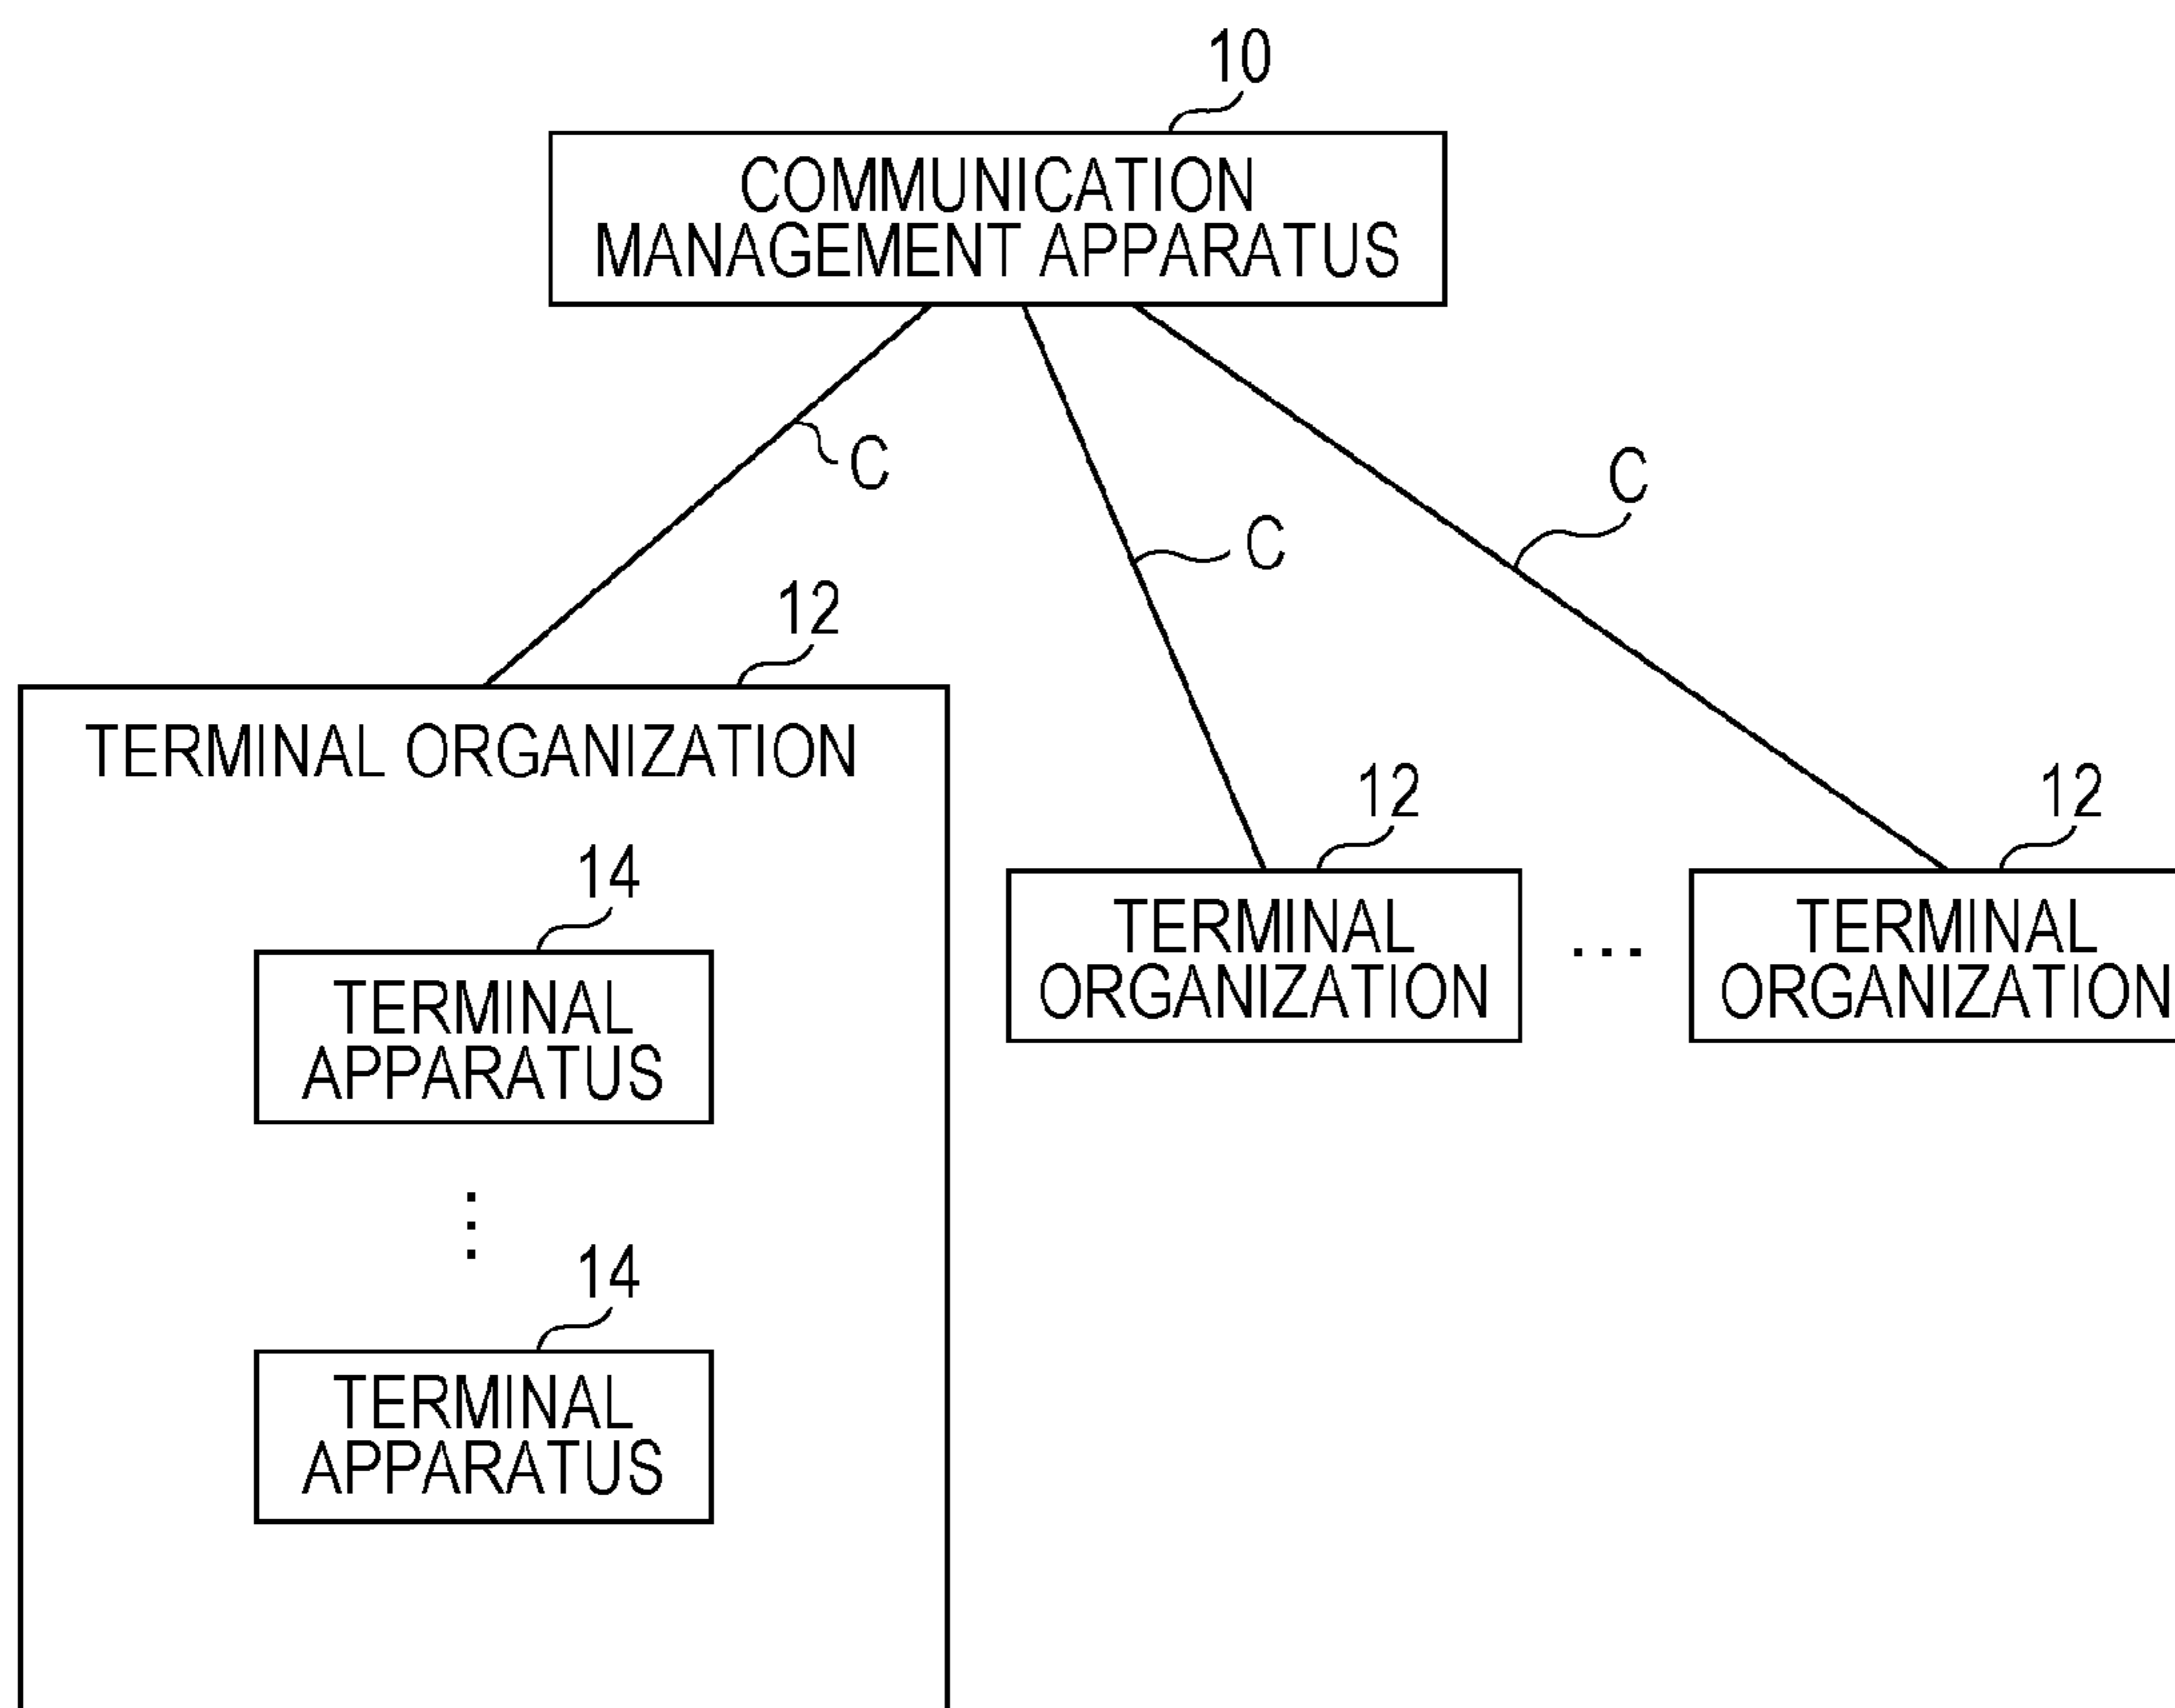 10
COMMUNICATION
MANAGEMENT APPARATUS
C
C
C
12
TERMINAL ORGANIZATION
12
12
14
TERMINAL
ORGANIZATION
...
TERMINAL
ORGANIZATION
TERMINAL
APPARATUS
14
TERMINAL
APPARATUS